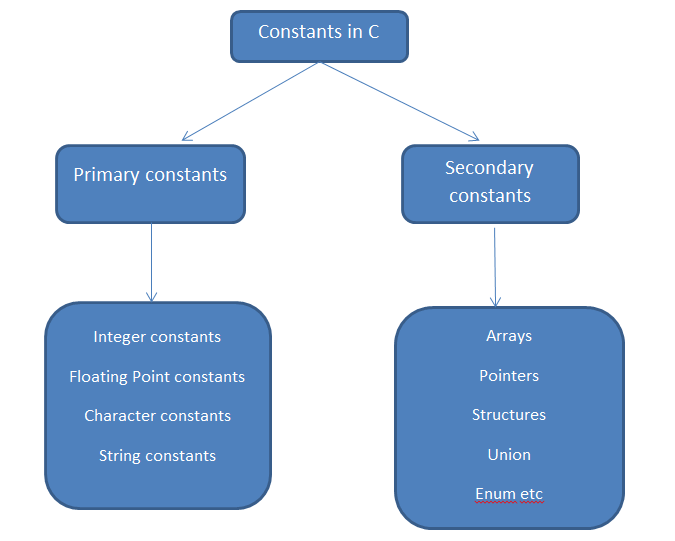 Constants in C
Primary constants
Secondary
constants
Integer constants
Floating Point constants
Character constants
String constants
Arrays
Pointers
Structures
Union
Enum etc